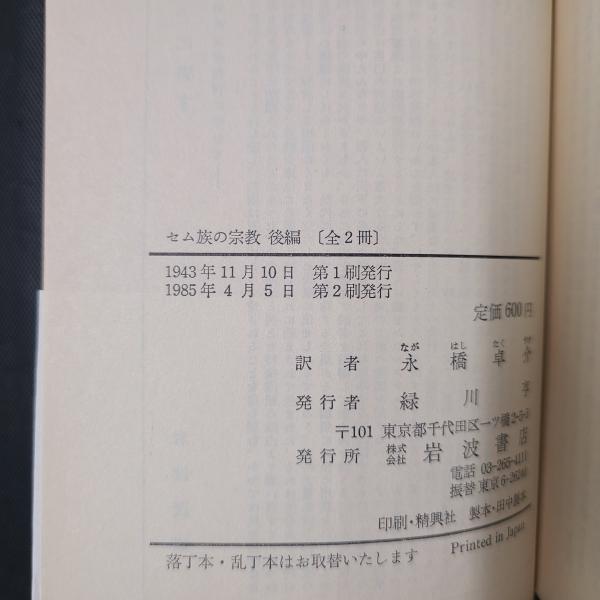 セム族の宗教 後編 〔全2冊〕
1943年11月10日 第1刷発行
1985年4月5日 第2刷発行
定価600円
訳者 永橋卓介
なが はし たく すけ
発行者 緑川亨
〒101 東京都千代田区一ツ橋2-5-5
発行所 株式会社 岩波書店
電話 03-265-4111
振替 東京
印刷・精興社 製本・田中製本
落丁本・乱丁本はお取替いたします
Printed in Japan